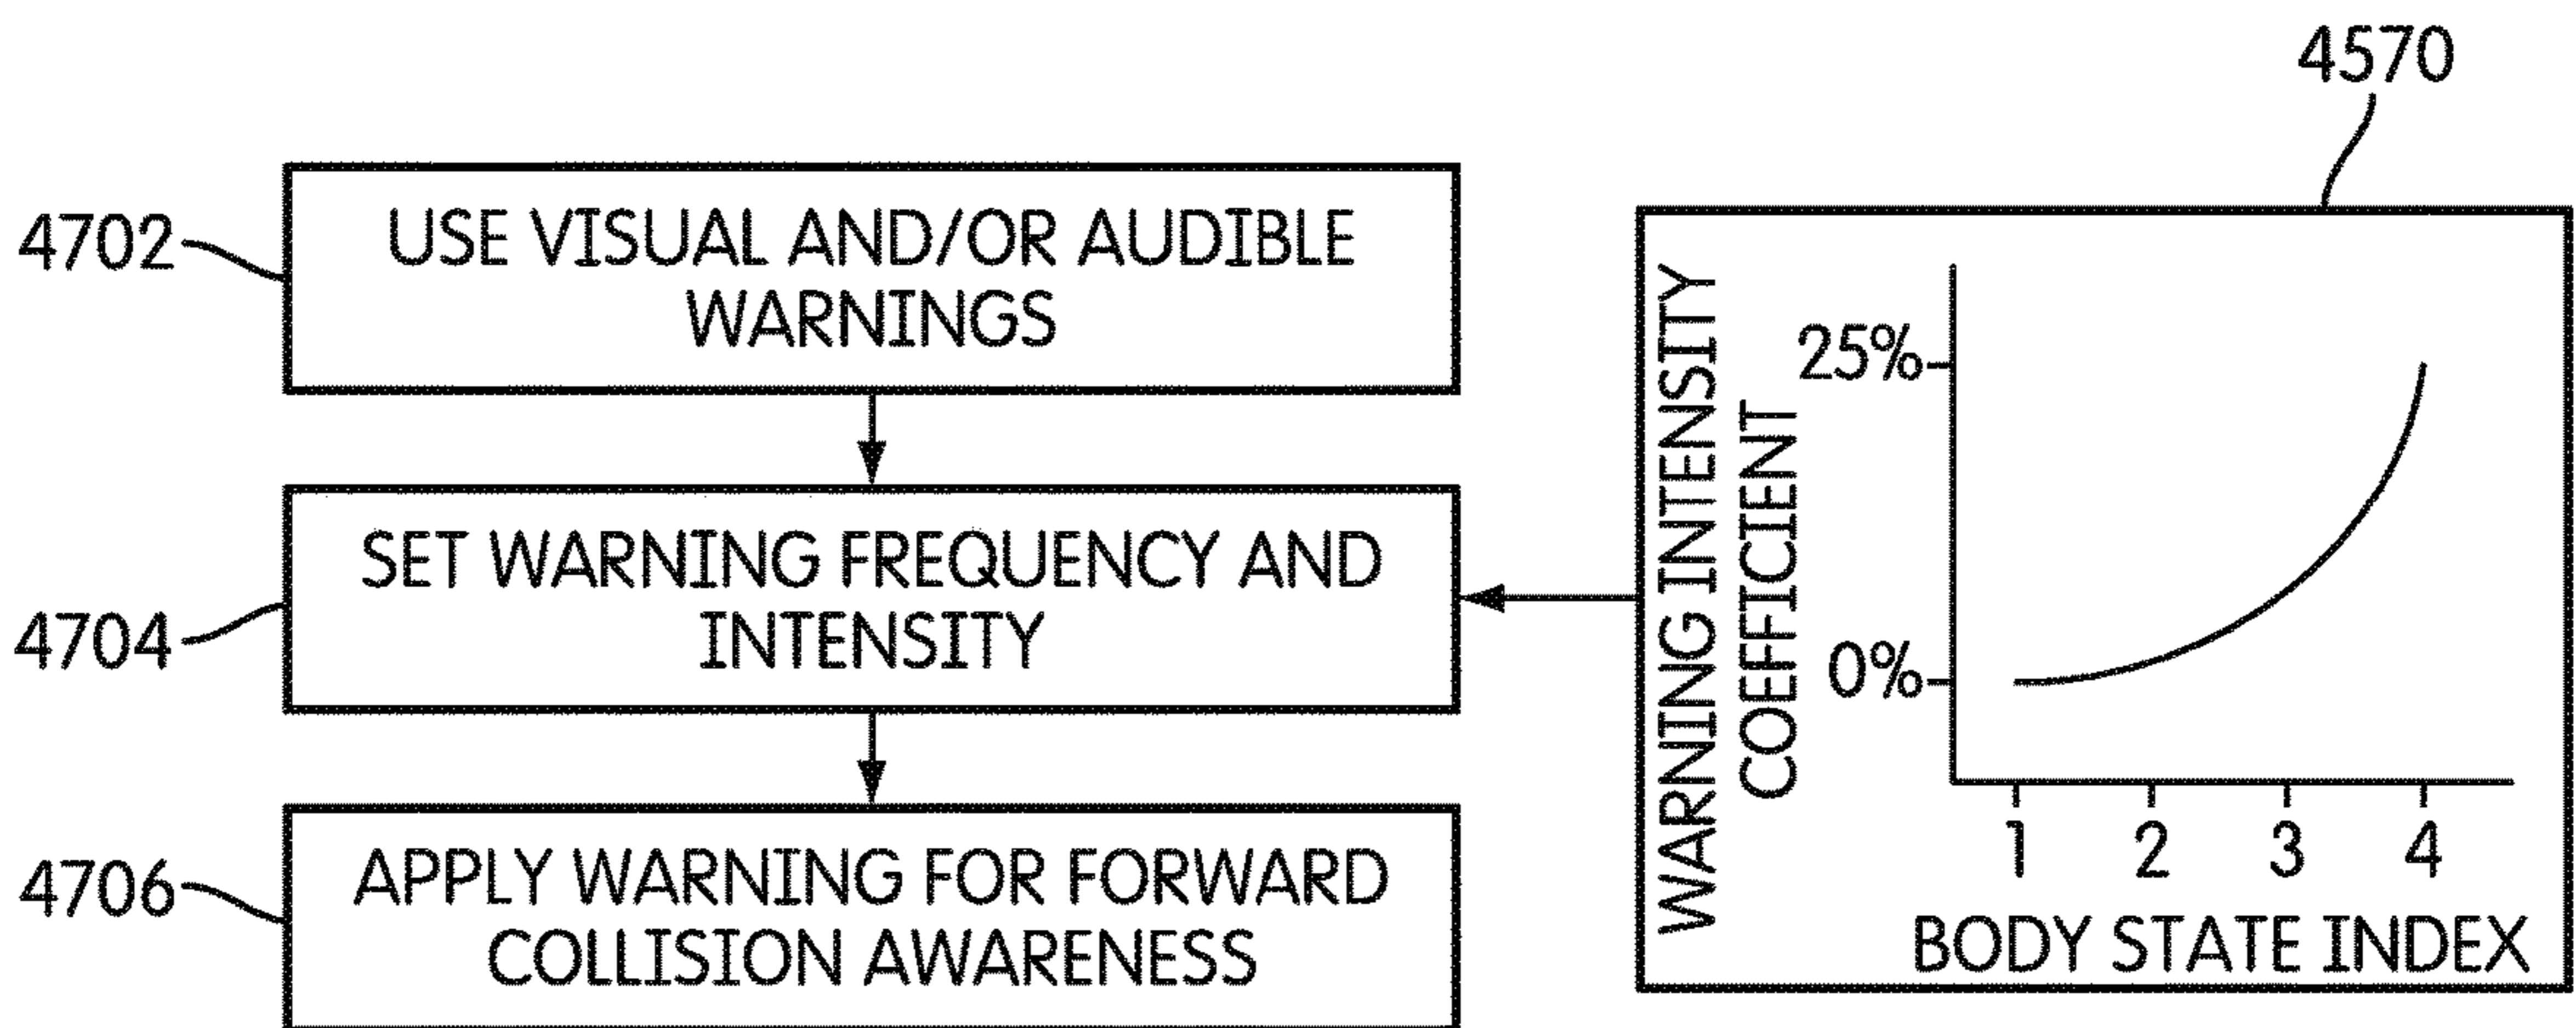 4570
4702
USE VISUAL AND/OR AUDIBLE
WARNINGS
4704
SET WARNING FREQUENCY AND
INTENSITY
4706
APPLY WARNING FOR FORWARD
COLLISION AWARENESS
WARNING INTENSITY
COEFFICIENT
25%
0%
1 2 3 4
BODY STATE INDEX